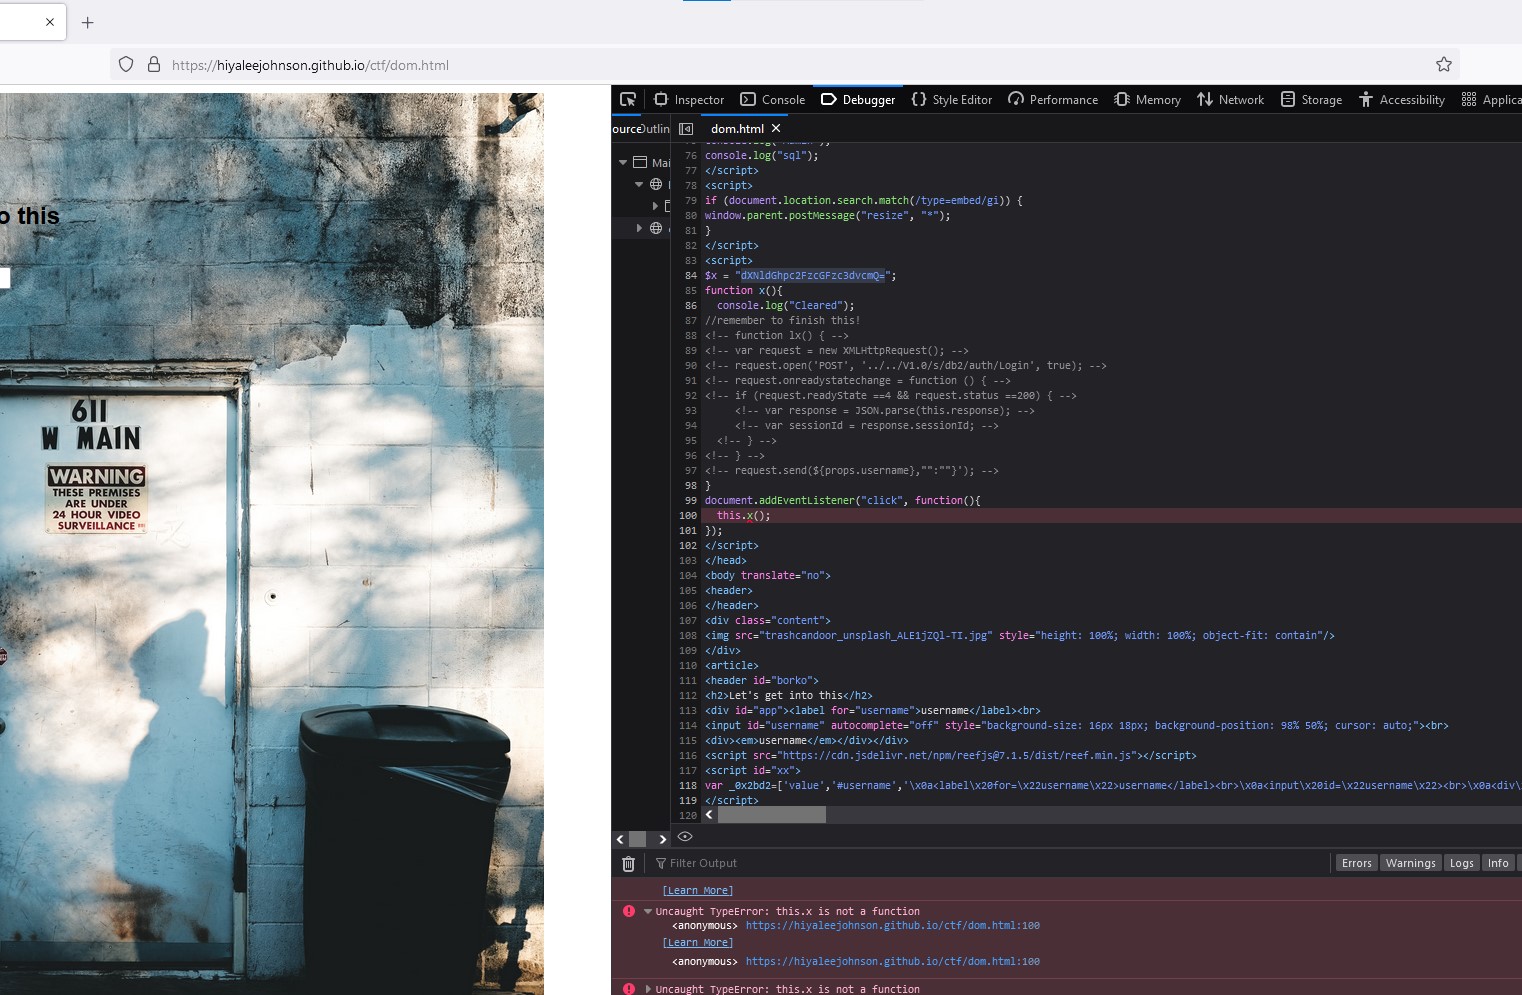 https://hiyaleejohnson.github.io/ctf/dom.html
Inspector Console Debugger Style Editor Performance Memory Network Storage Accessibility Applica
ource Outlin dom.html
Mai
o this
611
W MAIN
WARNING
THESE PREMISES
ARE UNDER
24 HOUR VIDEO
SURVEILLANCE
76 console.log("sql");
77 </script>
78 <script>
79 if (document.location.search.match(/type=embed/gi)) {
80 window.parent.postMessage("resize", "*");
81 }
82 </script>
83 <script>
84 $x = "dXNldGhpc2FzcGFzc3dvcmQ=";
85 function x(){
86 console.log("Cleared");
87 //remember to finish this!
88 <!-- function lx() { -->
89 <!-- var request = new XMLHttpRequest(); -->
90 <!-- request.open('POST', '../../V1.0/s/db2/auth/Login', true); -->
91 <!-- request.onreadystatechange = function () { -->
92 <!-- if (request.readyState ==4 && request.status ==200) { -->
93 <!-- var response = JSON.parse(this.response); -->
94 <!-- var sessionId = response.sessionId; -->
95 <!-- } -->
96 <!-- } -->
97 <!-- request.send(${props.username},"":""}'); -->
98 }
99 document.addEventListener("click", function(){
100 this.x();
101 });
102 </script>
103 </head>
104 <body translate="no">
105 <header>
106 </header>
107 <div class="content">
108 <img src="trashcandoor_unsplash_ALE1jZQl-TI.jpg" style="height: 100%; width: 100%; object-fit: contain"/>
109 </div>
110 <article>
111 <header id="borko">
112 <h2>Let's get into this</h2>
113 <div id="app"><label for="username">username</label><br>
114 <input id="username" autocomplete="off" style="background-size: 16px 18px; background-position: 98% 50%; cursor: auto;"><br>
115 <div><em>username</em></div></div>
116 <script src="https://cdn.jsdelivr.net/npm/reefjs@7.1.5/dist/reef.min.js"></script>
117 <script id="xx">
118 var _0x2bd2=['value','#username','\x0a<label\x20for=\x22username\x22>username</label><br>\x0a<input\x20id=\x22username\x22><br>\x0a<div\
119 </script>
120
Filter Output Errors Warnings Logs Info
[Learn More]
Uncaught TypeError: this.x is not a function
<anonymous> https://hiyaleejohnson.github.io/ctf/dom.html:100
[Learn More]
<anonymous> https://hiyaleejohnson.github.io/ctf/dom.html:100
Uncaught TypeError: this.x is not a function